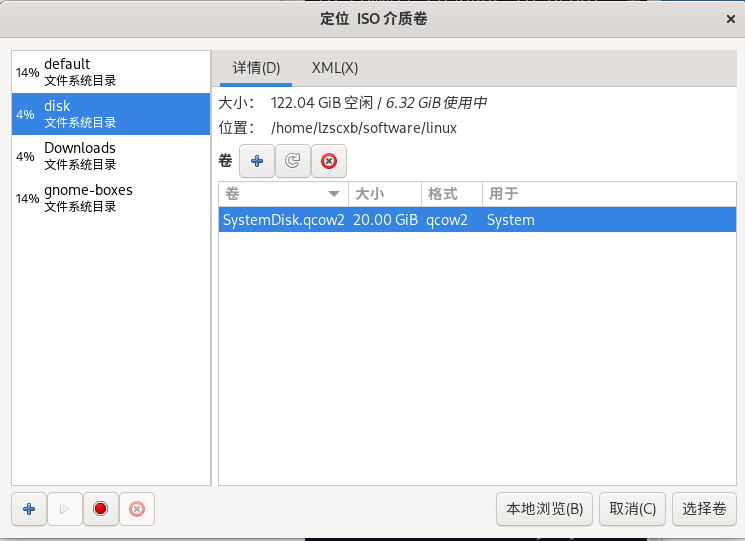 定位 ISO 介质卷
14% default
文件系统目录
4% disk
文件系统目录
4% Downloads
文件系统目录
14% gnome-boxes
文件系统目录
详情(D) XML(X)
大小： 122.04 GiB 空闲 / 6.32 GiB 使用中
位置： /home/lzscxb/software/linux
卷
卷 大小 格式 用于
SystemDisk.qcow2 20.00 GiB qcow2 System
本地浏览(B) 取消(C) 选择卷